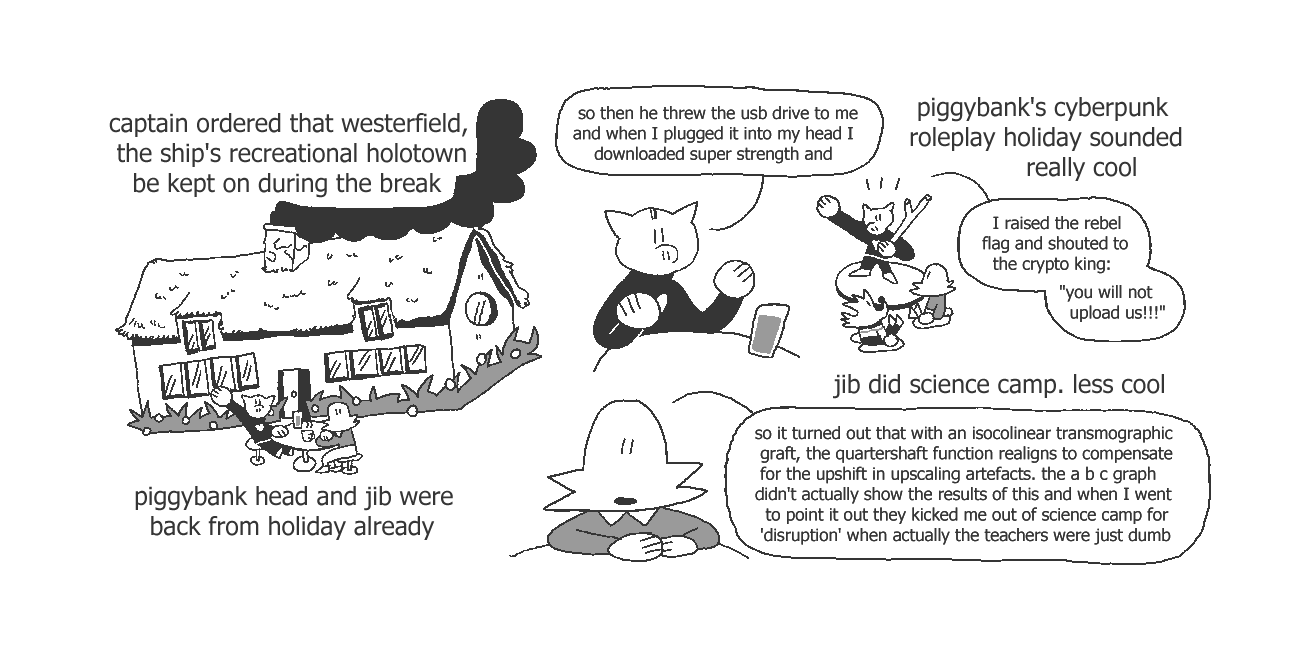 captain ordered that westerfield,
the ship's recreational holotown
be kept on during the break
piggybank head and jib were
back from holiday already
so then he threw the usb drive to me
and when I plugged it into my head I
downloaded super strength and
piggybank's cyberpunk
roleplay holiday sounded
really cool
I raised the rebel
flag and shouted to
the crypto king:
"you will not
upload us!!!"
jib did science camp. less cool
so it turned out that with an isocolinear transmographic
graft, the quartershaft function realigns to compensate
for the upshift in upscaling artefacts. the a b c graph
didn't actually show the results of this and when I went
to point it out they kicked me out of science camp for
'disruption' when actually the teachers were just dumb